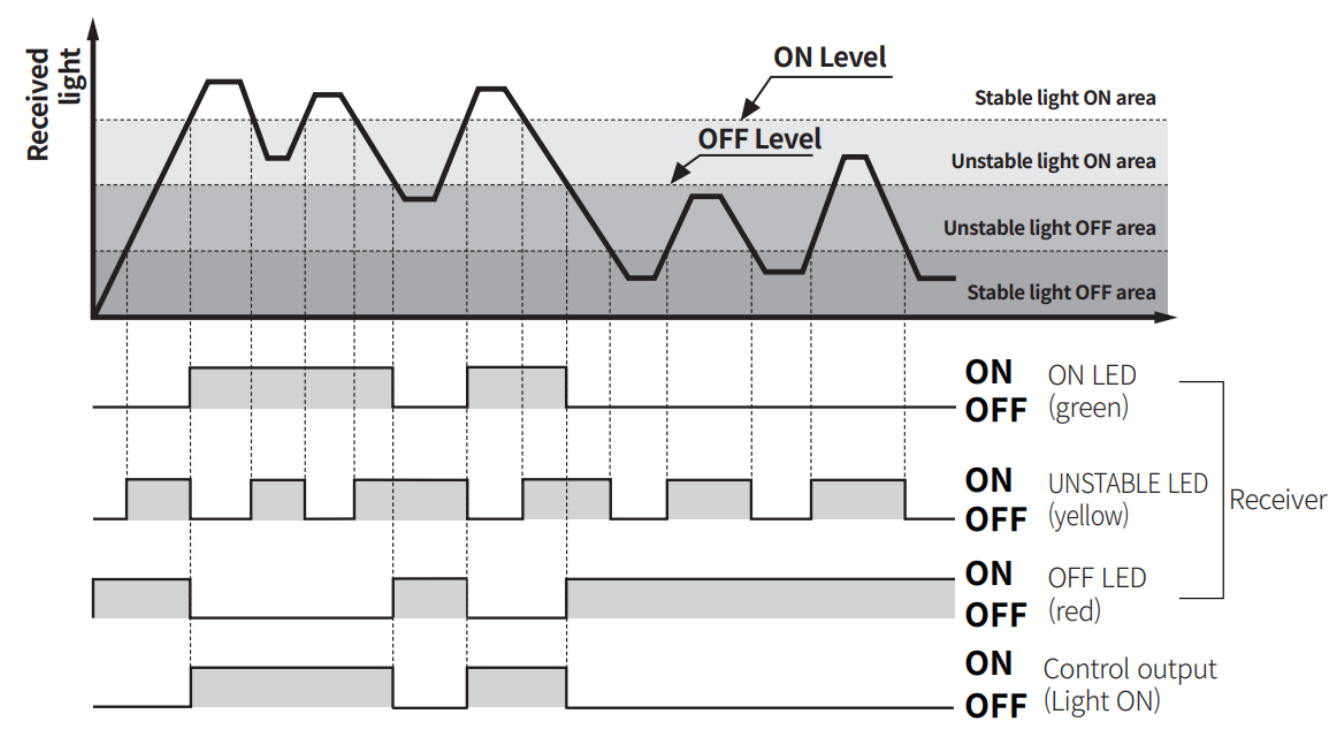 Received
light
ON Level
OFF Level
Stable light ON area
Unstable light ON area
Unstable light OFF area
Stable light OFF area
ON
OFF
ON LED
(green)
ON
OFF
UNSTABLE LED
(yellow)
Receiver
ON
OFF
OFF LED
(red)
ON
OFF
Control output
(Light ON)